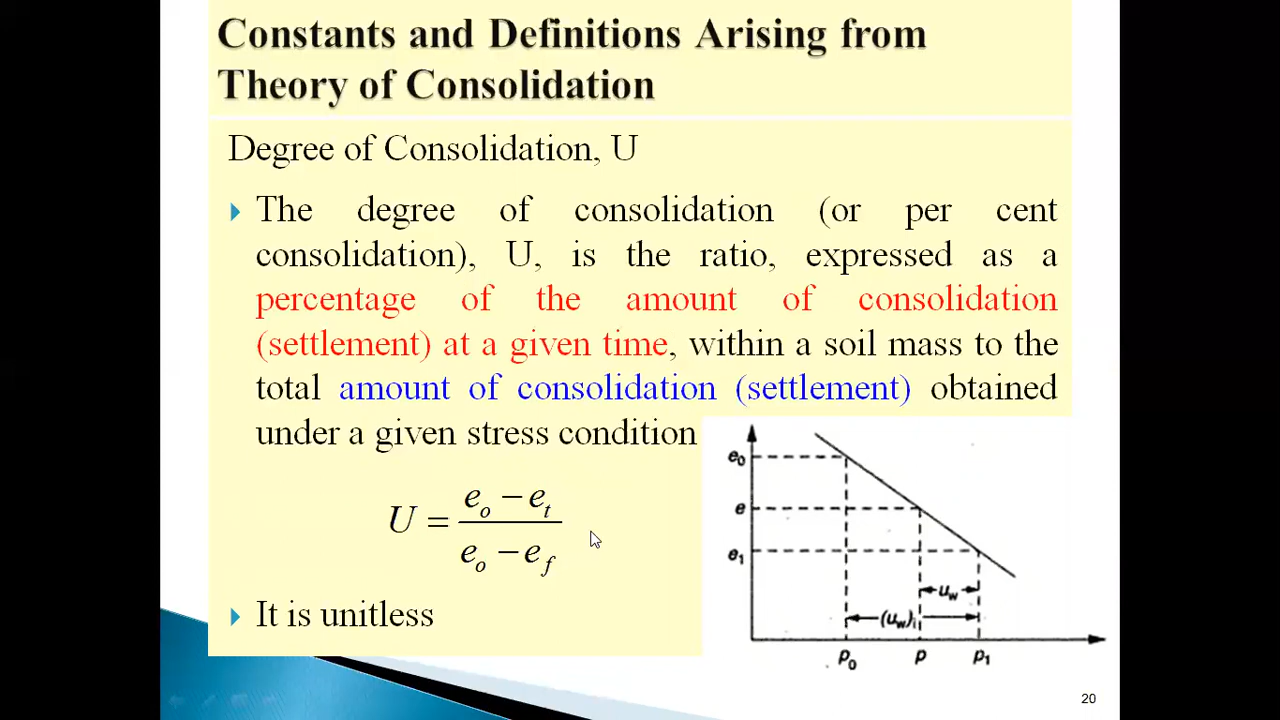 Constants and Definitions Arising from
Theory of Consolidation
Degree of Consolidation, U
The degree of consolidation (or per cent
consolidation), U, is the ratio, expressed as a
percentage of the amount of consolidation
(settlement) at a given time, within a soil mass to the
total amount of consolidation (settlement) obtained
under a given stress condition
U = (e_o − e_t) / (e_o − e_f)
It is unitless
e₀
e
e₁
u_w
(u_w)_i
p₀ p p₁
20